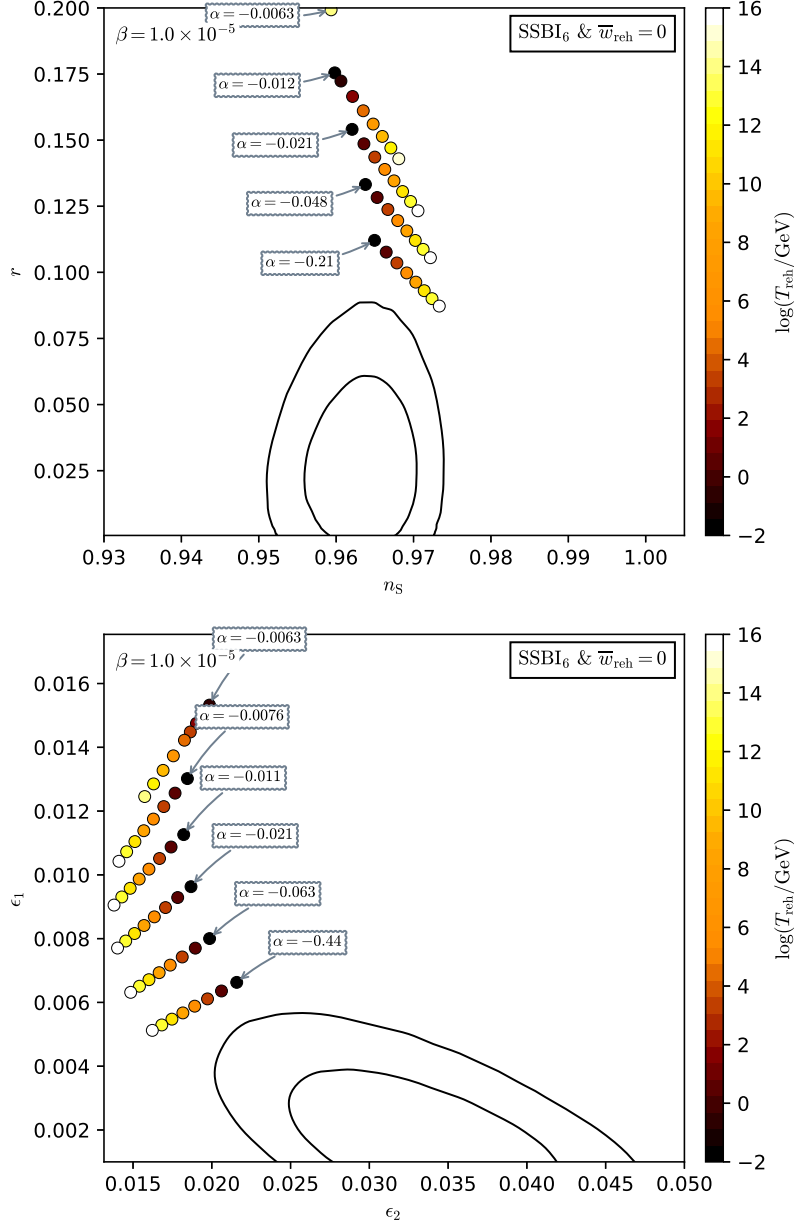 α = −0.0063
β = 1.0 × 10⁻⁵
SSBI₆ & w̅_reh = 0
α = −0.012
α = −0.021
α = −0.048
α = −0.21
0.200
0.175
0.150
0.125
0.100
0.075
0.050
0.025
r
0.93
0.94
0.95
0.96
0.97
0.98
0.99
1.00
n_S
16
14
12
10
8
6
4
2
0
−2
log(T_reh/GeV)
α = −0.0063
β = 1.0 × 10⁻⁵
SSBI₆ & w̅_reh = 0
α = −0.0076
α = −0.011
α = −0.021
α = −0.063
α = −0.44
0.016
0.014
0.012
0.010
0.008
0.006
0.004
0.002
ϵ₁
0.015
0.020
0.025
0.030
0.035
0.040
0.045
0.050
ϵ₂
16
14
12
10
8
6
4
2
0
−2
log(T_reh/GeV)